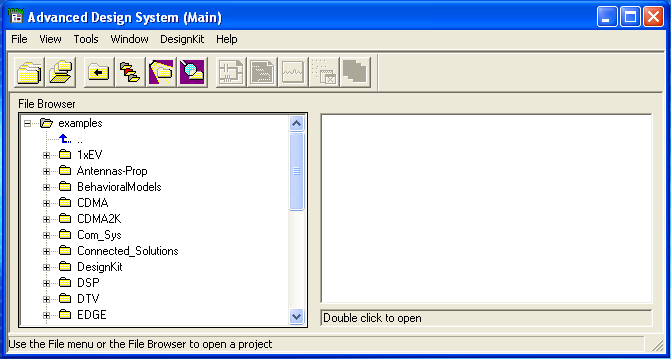 Advanced Design System (Main)
File View Tools Window DesignKit Help
File Browser
examples
..
1xEV
Antennas-Prop
BehavioralModels
CDMA
CDMA2K
Com_Sys
Connected_Solutions
DesignKit
DSP
DTV
EDGE
Double click to open
Use the File menu or the File Browser to open a project